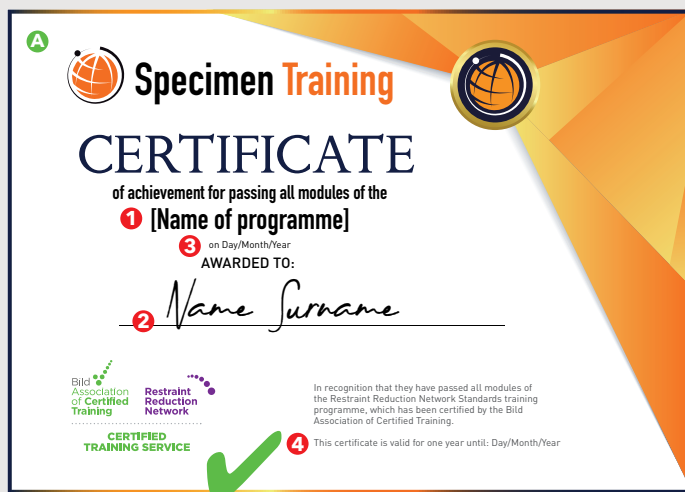 A
Specimen Training
CERTIFICATE
of achievement for passing all modules of the
1 [Name of programme]
3 on Day/Month/Year
AWARDED TO:
2 Name Surname
Bild
Association
of Certified
Training
Restraint
Reduction
Network
CERTIFIED
TRAINING SERVICE
In recognition that they have passed all modules of
the Restraint Reduction Network Standards training
programme, which has been certified by the Bild
Association of Certified Training.
4 This certificate is valid for one year until: Day/Month/Year